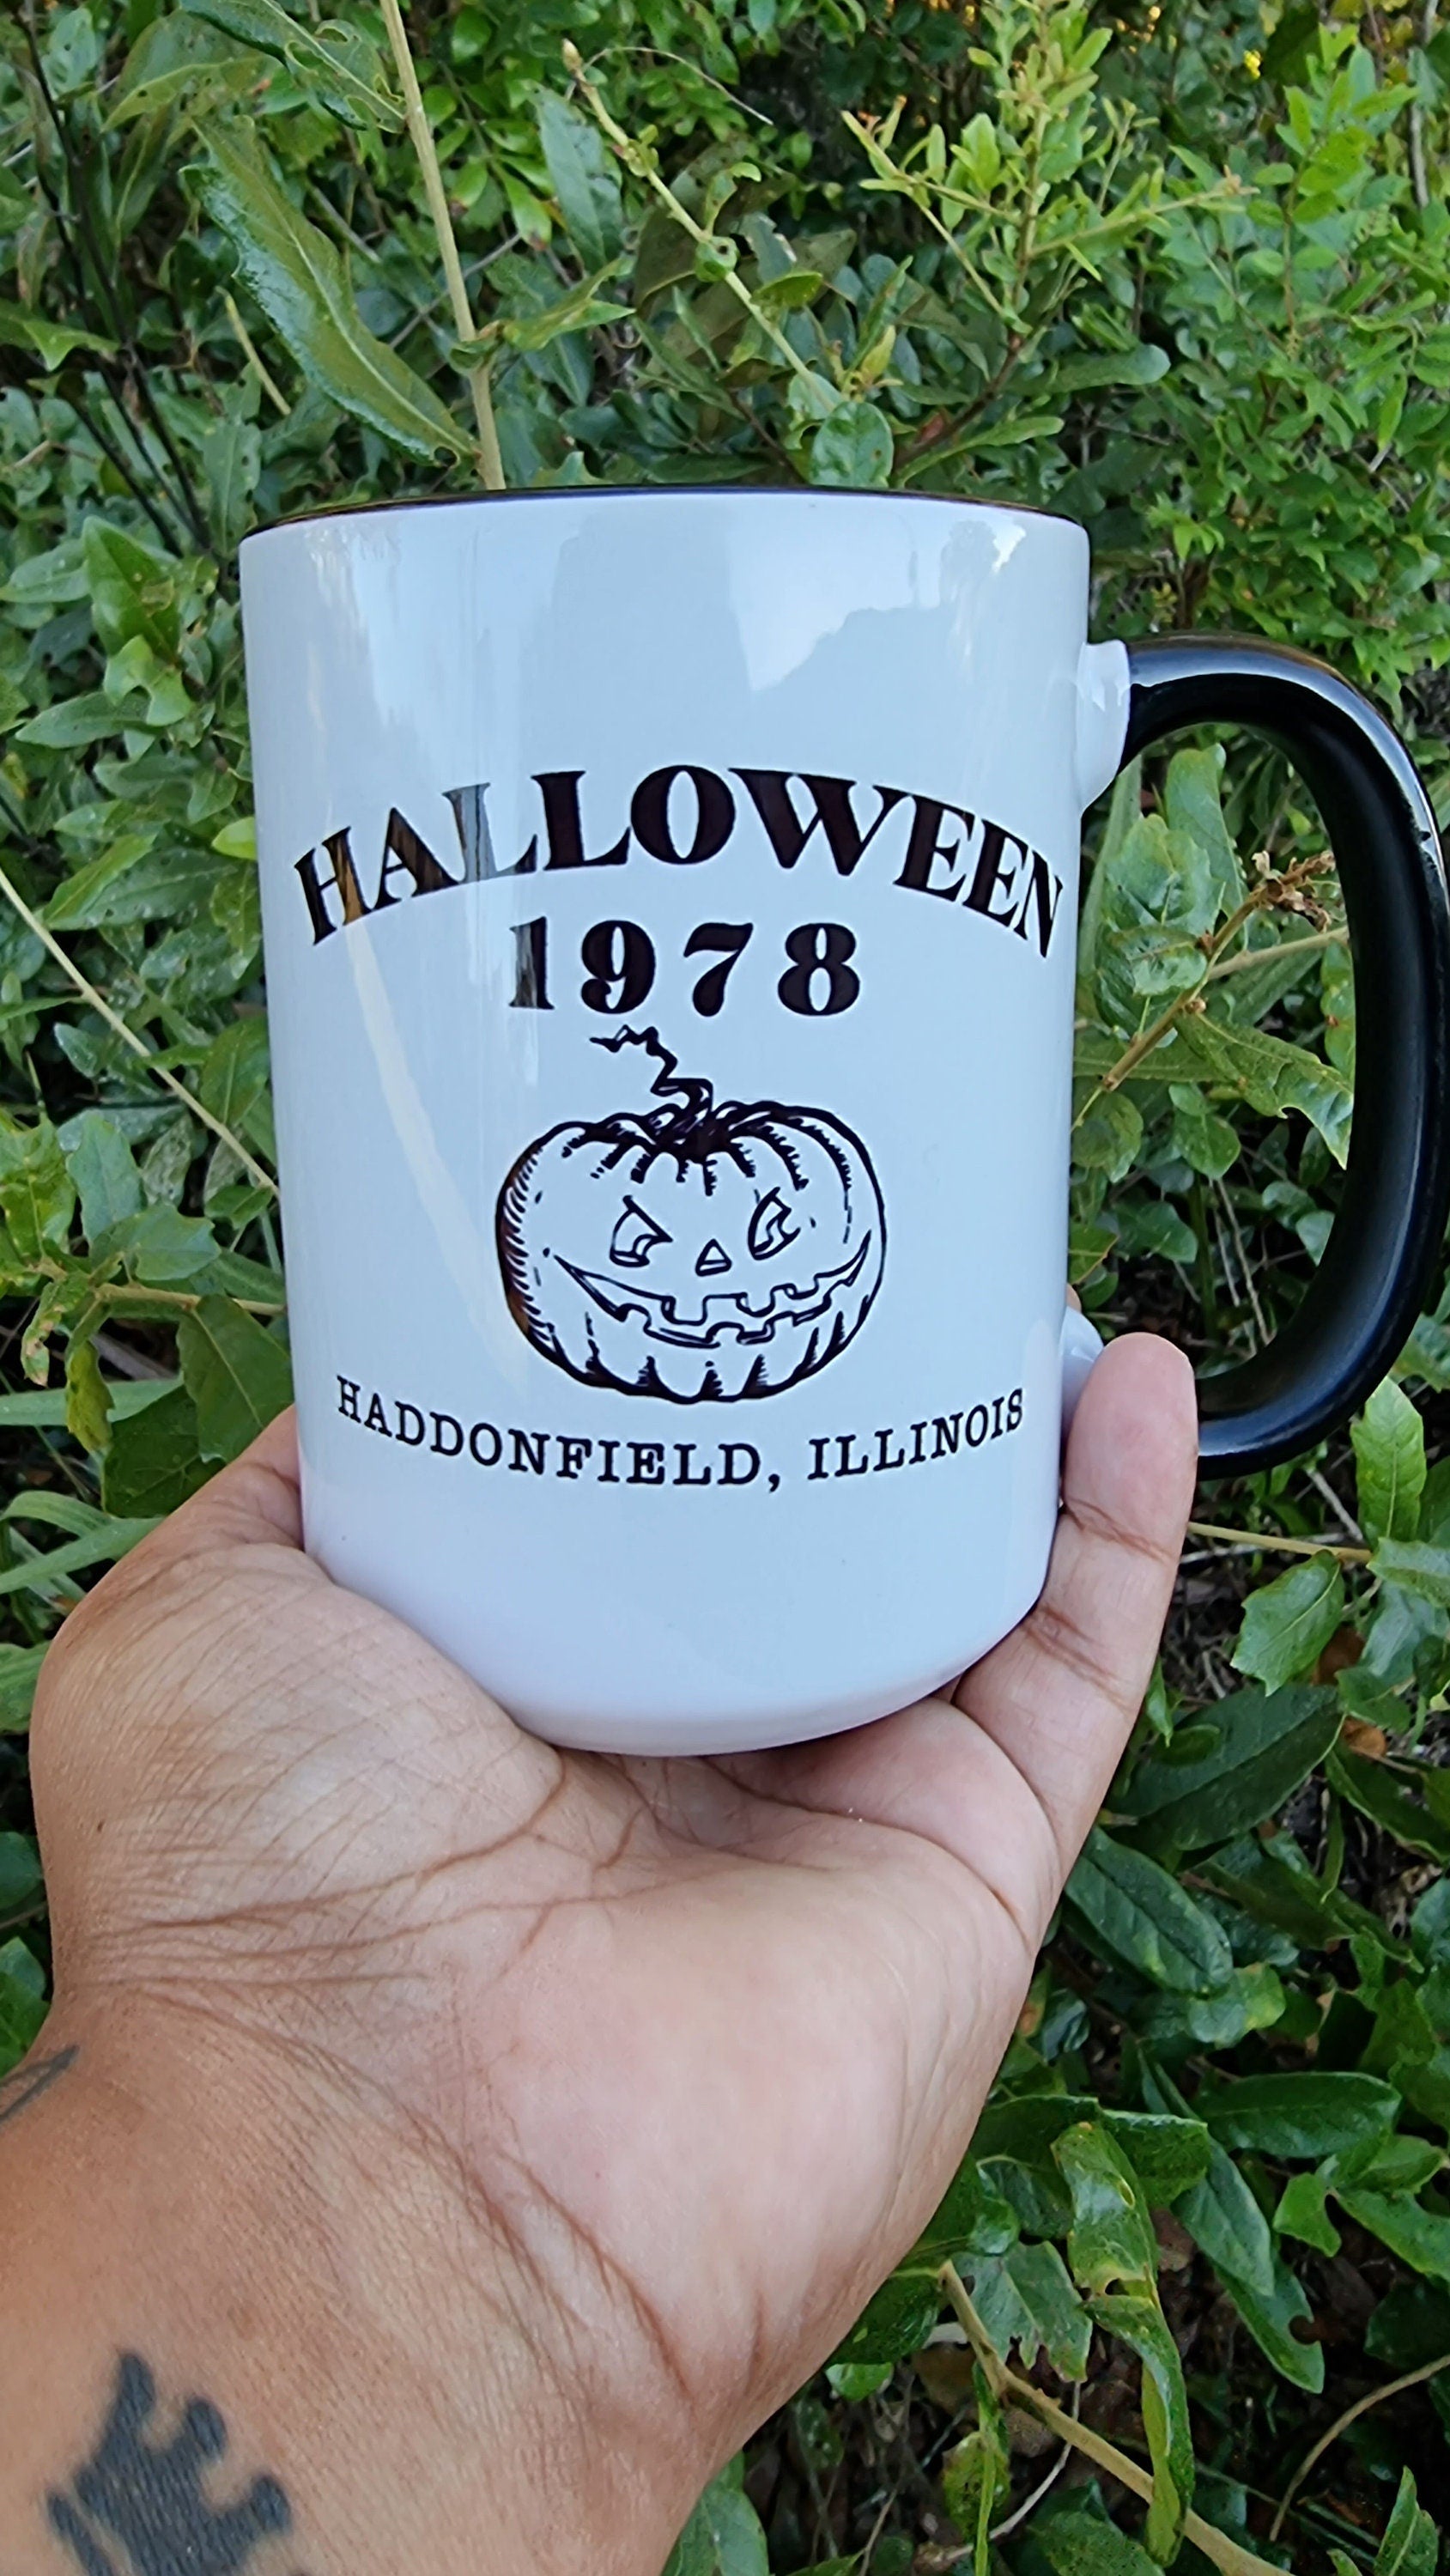 HALLOWEEN
1978
HADDONFIELD, ILLINOIS